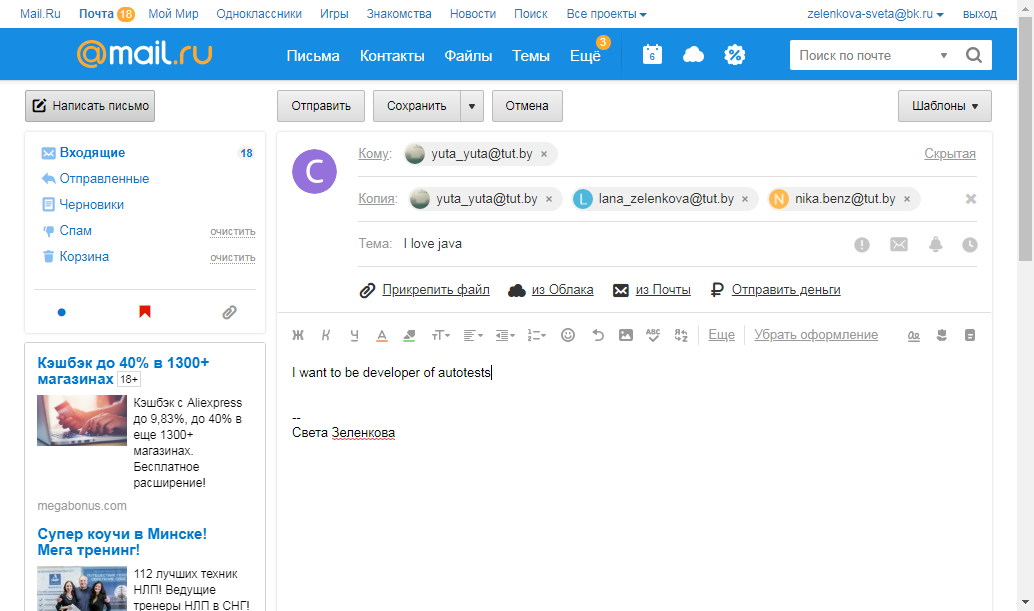 Mail.Ru Почта 18 Мой Мир Одноклассники Игры Знакомства Новости Поиск Все проекты zelenkova-sveta@bk.ru выход
@mail.ru Письма Контакты Файлы Темы Ещё 3 6 Поиск по почте
Написать письмо Отправить Сохранить Отмена Шаблоны
Входящие 18
Отправленные
Черновики
Спам очистить
Корзина очистить
Кэшбэк до 40% в 1300+
магазинах 18+
Кэшбэк с Aliexpress
до 9,83%, до 40% в
еще 1300+
магазинах.
Бесплатное
расширение!
megabonus.com
Супер коучи в Минске!
Мега тренинг!
112 лучших техник
НЛП! Ведущие
тренеры НЛП в СНГ!
С
Кому: yuta_yuta@tut.by × Скрытая
Копия: yuta_yuta@tut.by × L lana_zelenkova@tut.by × N nika.benz@tut.by ×
Тема: I love java
Прикрепить файл из Облака из Почты Отправить деньги
Ж К Ч А тТ ABC Еще Убрать оформление
I want to be developer of autotests
--
Света Зеленкова